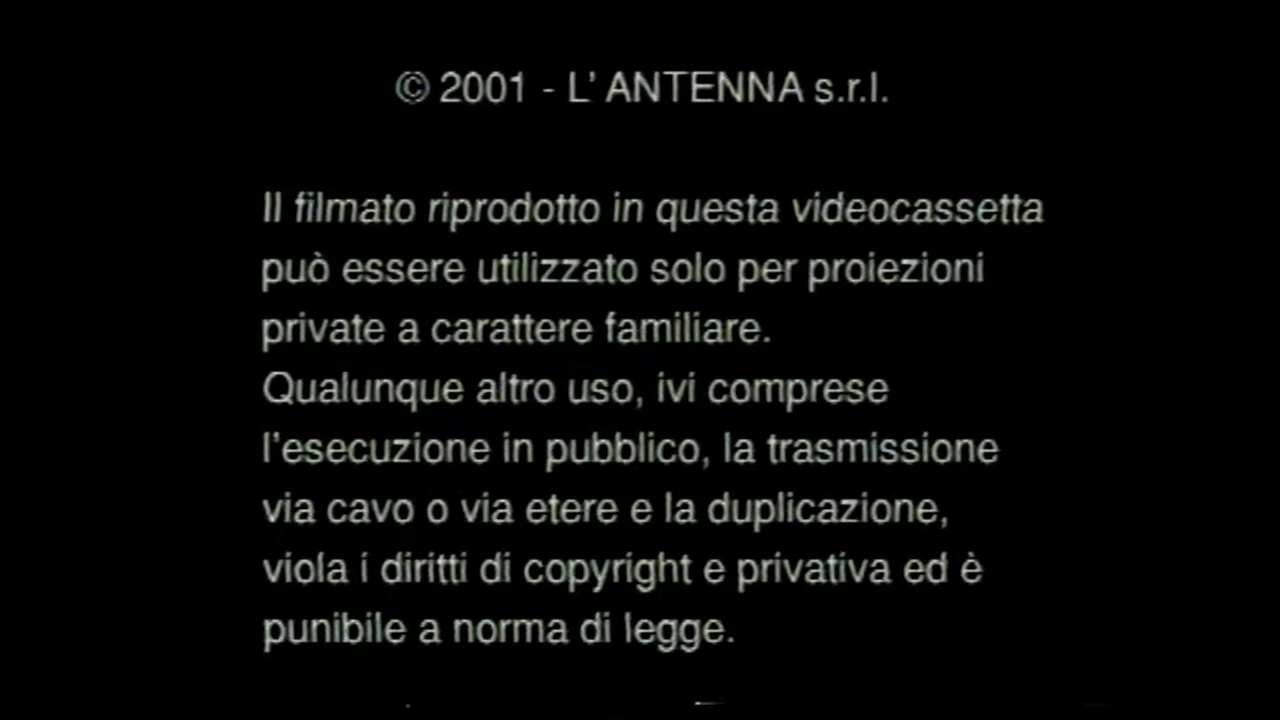 © 2001 - L' ANTENNA s.r.l.
Il filmato riprodotto in questa videocassetta
può essere utilizzato solo per proiezioni
private a carattere familiare.
Qualunque altro uso, ivi comprese
l'esecuzione in pubblico, la trasmissione
via cavo o via etere e la duplicazione,
viola i diritti di copyright e privativa ed è
punibile a norma di legge.